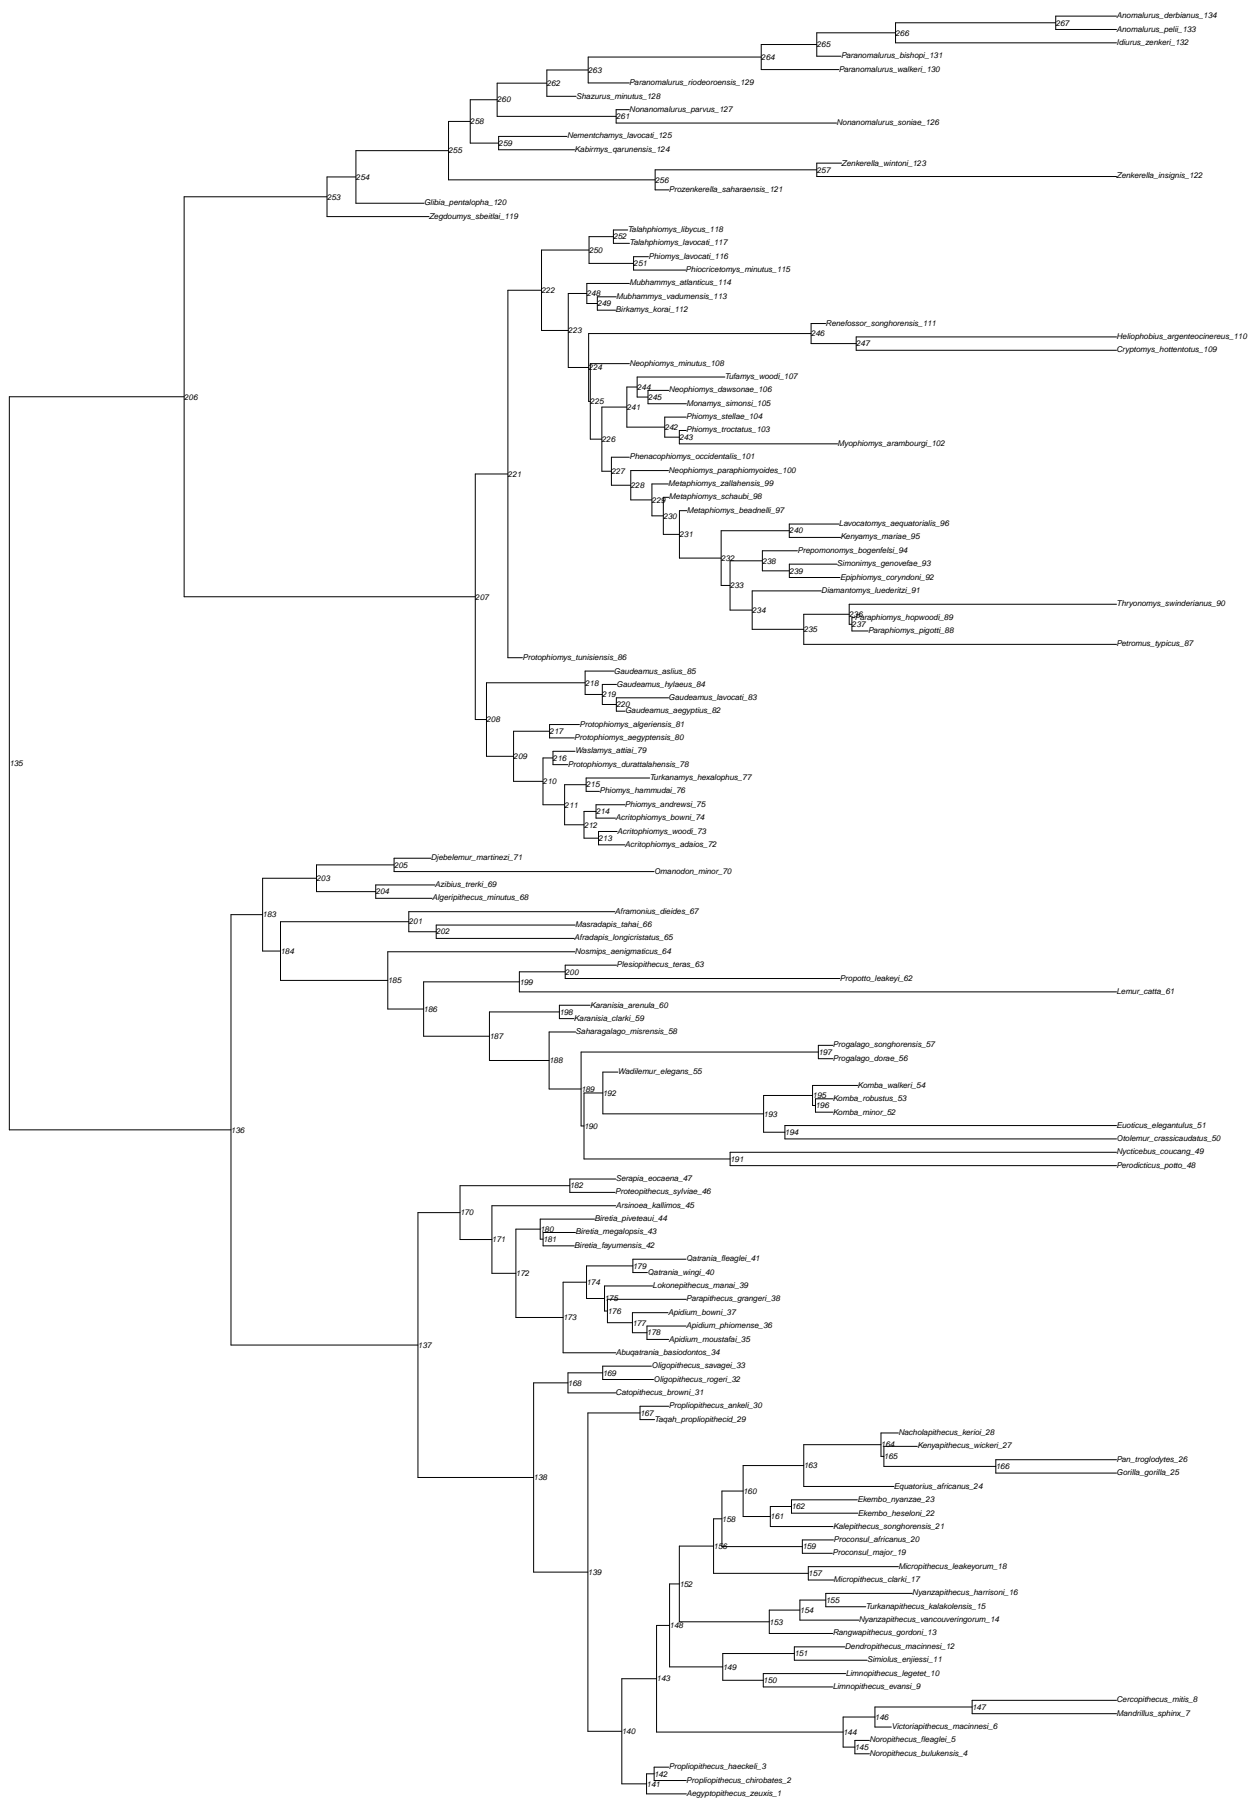 Anomalurus_derbianus_134
267
Anomalurus_pelii_133
266
Idiurus_zenkeri_132
265
Paranomalurus_bishopi_131
264
Paranomalurus_walkeri_130
263
262
Paranomalurus_riodeoroensis_129
Shazurus_minutus_128
260
Nonanomalurus_parvus_127
261
258
Nonanomalurus_soniae_126
Nementchamys_lavocati_125
259
255
Kabirmys_qarunensis_124
Zenkerella_wintoni_123
257
254
Zenkerella_insignis_122
256
Prozenkerella_saharaensis_121
253
Glibia_pentalopha_120
Zegdoumys_sbeitlai_119
Talahphiomys_libycus_118
252
Talahphiomys_lavocati_117
250
Phiomys_lavocati_116
251
Phiocricetomys_minutus_115
Mubhammys_atlanticus_114
222
248
Mubhammys_vadumensis_113
249
Birkamys_korai_112
Renefossor_songhorensis_111
223
246
Heliophobius_argenteocinereus_110
247
Cryptomys_hottentotus_109
Neophiomys_minutus_108
224
Tufamys_woodi_107
244
Neophiomys_dawsonae_106
206
245
225
Monamys_simonsi_105
241
Phiomys_stellae_104
242
Phiomys_troctatus_103
243
226
Myophiomys_arambourgi_102
Phenacophiomys_occidentalis_101
227
Neophiomys_paraphiomyoides_100
221
228
Metaphiomys_zallahensis_99
229
Metaphiomys_schaubi_98
Metaphiomys_beadnelli_97
230
Lavocatomys_aequatorialis_96
240
231
Kenyamys_mariae_95
Prepomonomys_bogenfelsi_94
232
238
Simonimys_genovefae_93
239
Epiphiomys_coryndoni_92
233
Diamantomys_luederitzi_91
207
Thryonomys_swinderianus_90
234
236
Paraphiomys_hopwoodi_89
237
235
Paraphiomys_pigotti_88
Petromus_typicus_87
Protophiomys_tunisiensis_86
Gaudeamus_aslius_85
218
Gaudeamus_hylaeus_84
219
Gaudeamus_lavocati_83
220
Gaudeamus_aegyptius_82
208
Protophiomys_algeriensis_81
217
Protophiomys_aegyptensis_80
Waslamys_attiai_79
209
216
135
Protophiomys_durattalahensis_78
Turkanamys_hexalophus_77
210
215
Phiomys_hammudai_76
211
Phiomys_andrewsi_75
214
Acritophiomys_bowni_74
212
Acritophiomys_woodi_73
213
Acritophiomys_adaios_72
Djebelemur_martinezi_71
205
Omanodon_minor_70
203
Azibius_trerki_69
204
Algeripithecus_minutus_68
183
Aframonius_dieides_67
201
Masradapis_tahai_66
202
Afradapis_longicristatus_65
184
Nosmips_aenigmaticus_64
Plesiopithecus_teras_63
200
185
Propotto_leakeyi_62
199
Lemur_catta_61
Karanisia_arenula_60
186
198
Karanisia_clarki_59
Saharagalago_misrensis_58
187
Progalago_songhorensis_57
197
188
Progalago_dorae_56
Wadilemur_elegans_55
Komba_walkeri_54
189
192
195
Komba_robustus_53
196
Komba_minor_52
193
190
Euoticus_elegantulus_51
136
194
Otolemur_crassicaudatus_50
Nycticebus_coucang_49
191
Perodicticus_potto_48
Serapia_eocaena_47
182
Proteopithecus_sylviae_46
Arsinoea_kallimos_45
170
Biretia_piveteaui_44
180
Biretia_megalopsis_43
171
181
Biretia_fayumensis_42
Qatrania_fleaglei_41
179
172
Qatrania_wingi_40
174
Lokonepithecus_manai_39
175
Parapithecus_grangeri_38
176
Apidium_bowni_37
173
177
Apidium_phiomense_36
178
Apidium_moustafai_35
137
Abuqatrania_basiodontos_34
Oligopithecus_savagei_33
169
Oligopithecus_rogeri_32
168
Catopithecus_browni_31
Propliopithecus_ankeli_30
167
Taqah_propliopithecid_29
Nacholapithecus_kerioi_28
164
Kenyapithecus_wickeri_27
165
Pan_troglodytes_26
163
166
Gorilla_gorilla_25
138
Equatorius_africanus_24
160
Ekembo_nyanzae_23
162
Ekembo_heseloni_22
161
158
Kalepithecus_songhorensis_21
Proconsul_africanus_20
156
159
Proconsul_major_19
Micropithecus_leakeyorum_18
139
157
Micropithecus_clarki_17
152
Nyanzapithecus_harrisoni_16
155
Turkanapithecus_kalakolensis_15
154
Nyanzapithecus_vancouveringorum_14
148
153
Rangwapithecus_gordoni_13
Dendropithecus_macinnesi_12
151
Simiolus_enjiessi_11
149
Limnopithecus_legetet_10
143
150
Limnopithecus_evansi_9
Cercopithecus_mitis_8
147
Mandrillus_sphinx_7
146
Victoriapithecus_macinnesi_6
140
144
Noropithecus_fleaglei_5
145
Noropithecus_bulukensis_4
Propliopithecus_haeckeli_3
142
Propliopithecus_chirobates_2
141
Aegyptopithecus_zeuxis_1